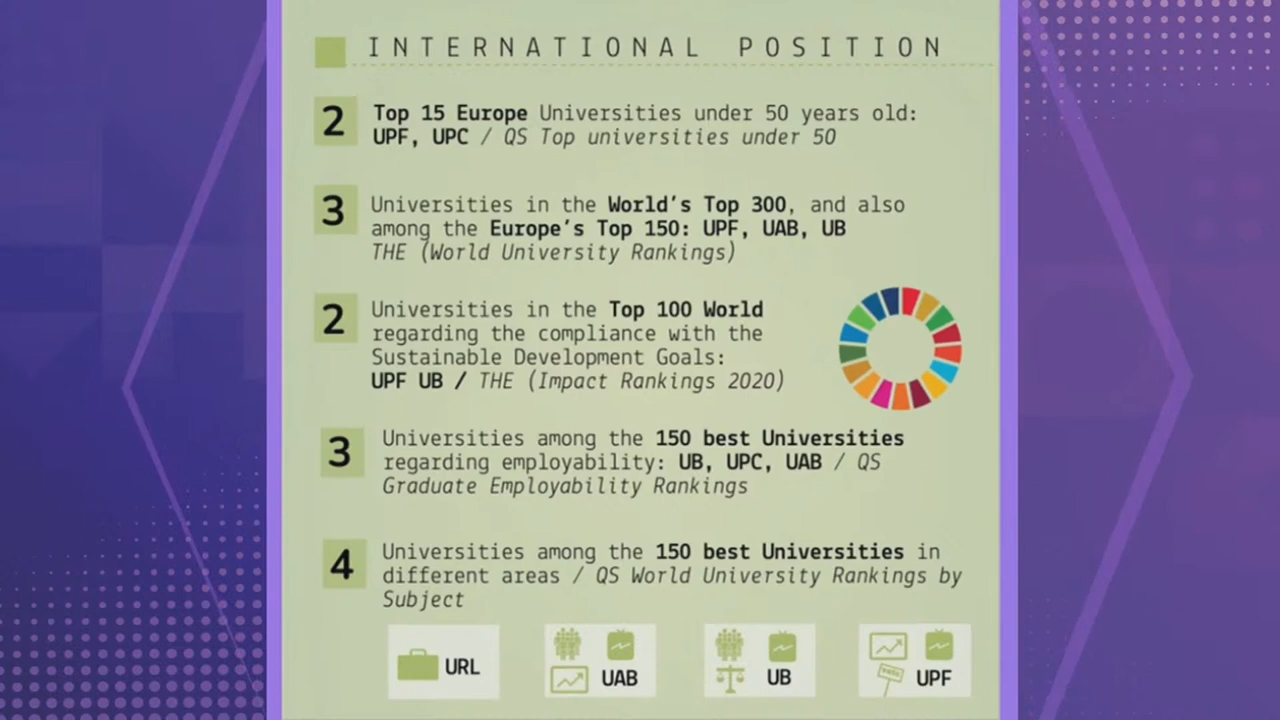 INTERNATIONAL POSITION
2
Top 15 Europe Universities under 50 years old:
UPF, UPC / QS Top universities under 50
3
Universities in the World's Top 300, and also
among the Europe's Top 150: UPF, UAB, UB
THE (World University Rankings)
2
Universities in the Top 100 World
regarding the compliance with the
Sustainable Development Goals:
UPF UB / THE (Impact Rankings 2020)
3
Universities among the 150 best Universities
regarding employability: UB, UPC, UAB / QS
Graduate Employability Rankings
4
Universities among the 150 best Universities in
different areas / QS World University Rankings by
Subject
URL
UAB
UB
UPF